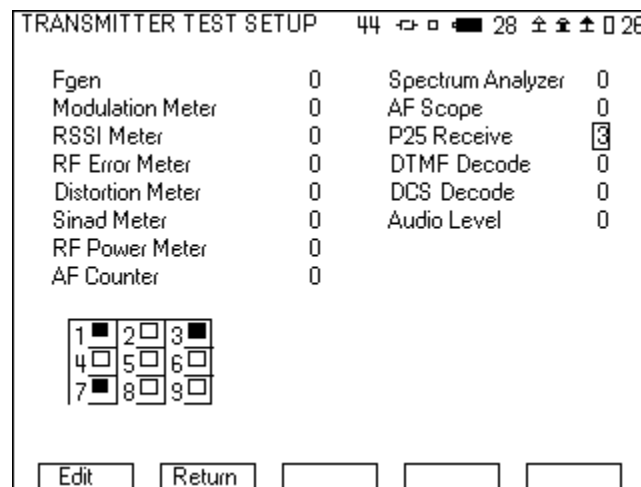 TRANSMITTER TEST SETUP 44 28 26
Fgen 0 Spectrum Analyzer 0
Modulation Meter 0 AF Scope 0
RSSI Meter 0 P25 Receive 3
RF Error Meter 0 DTMF Decode 0
Distortion Meter 0 DCS Decode 0
Sinad Meter 0 Audio Level 0
RF Power Meter 0
AF Counter 0
1 2 3
4 5 6
7 8 9
Edit Return